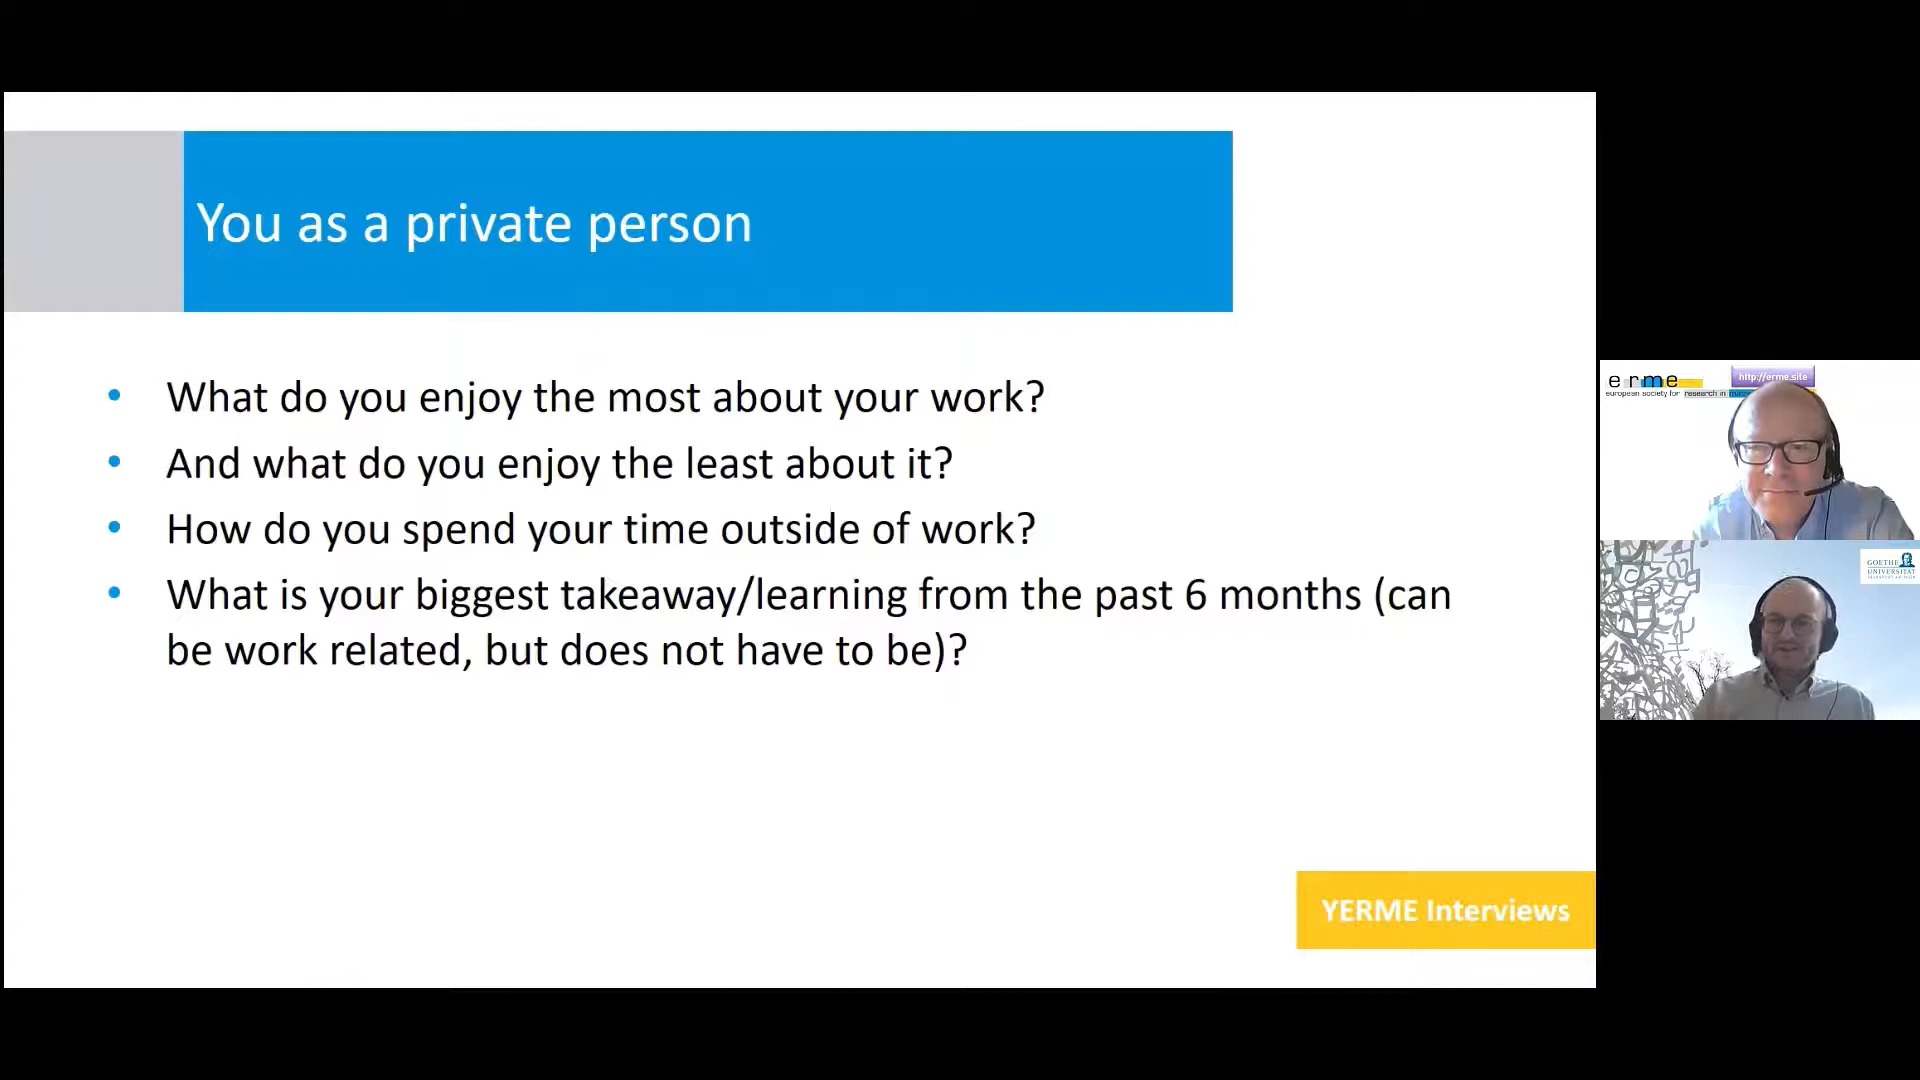 You as a private person
• What do you enjoy the most about your work?
• And what do you enjoy the least about it?
• How do you spend your time outside of work?
• What is your biggest takeaway/learning from the past 6 months (can
be work related, but does not have to be)?
YERME Interviews
erme
http://erme.site
european society for research in
GOETHE
UNIVERSITÄT
FRANKFURT AM MAIN